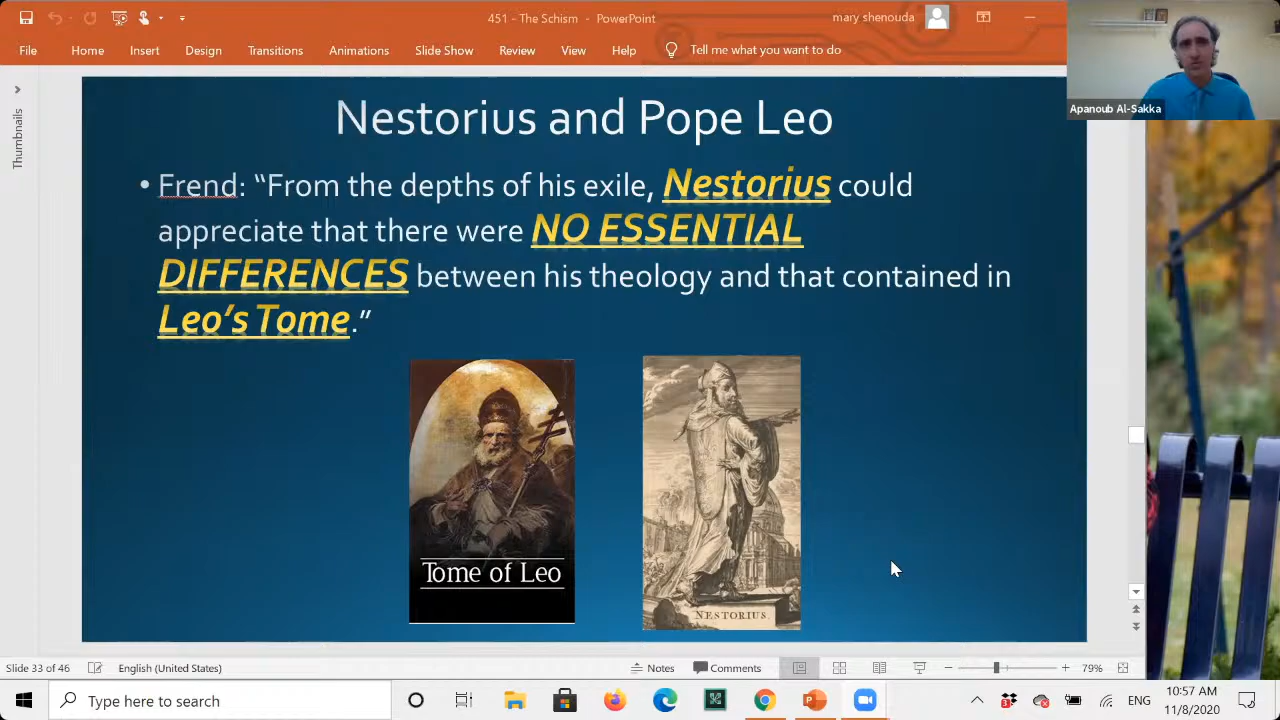 451 - The Schism - PowerPoint
mary shenouda
File Home Insert Design Transitions Animations Slide Show Review View Help Tell me what you want to do
Apanoub Al-Sakka
Thumbnails
Nestorius and Pope Leo
• Frend: “From the depths of his exile, Nestorius could
appreciate that there were NO ESSENTIAL
DIFFERENCES between his theology and that contained in
Leo’s Tome.”
Tome of Leo
NESTORIUS.
Slide 33 of 46 English (United States) Notes Comments 79%
Type here to search
ENG
10:57 AM
11/8/2020